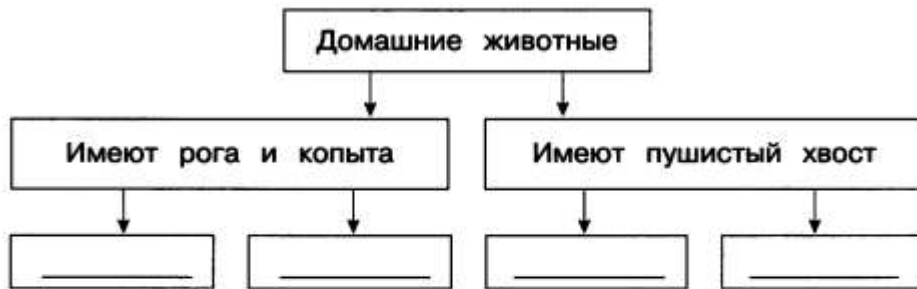 Домашние животные
Имеют рога и копыта
Имеют пушистый хвост